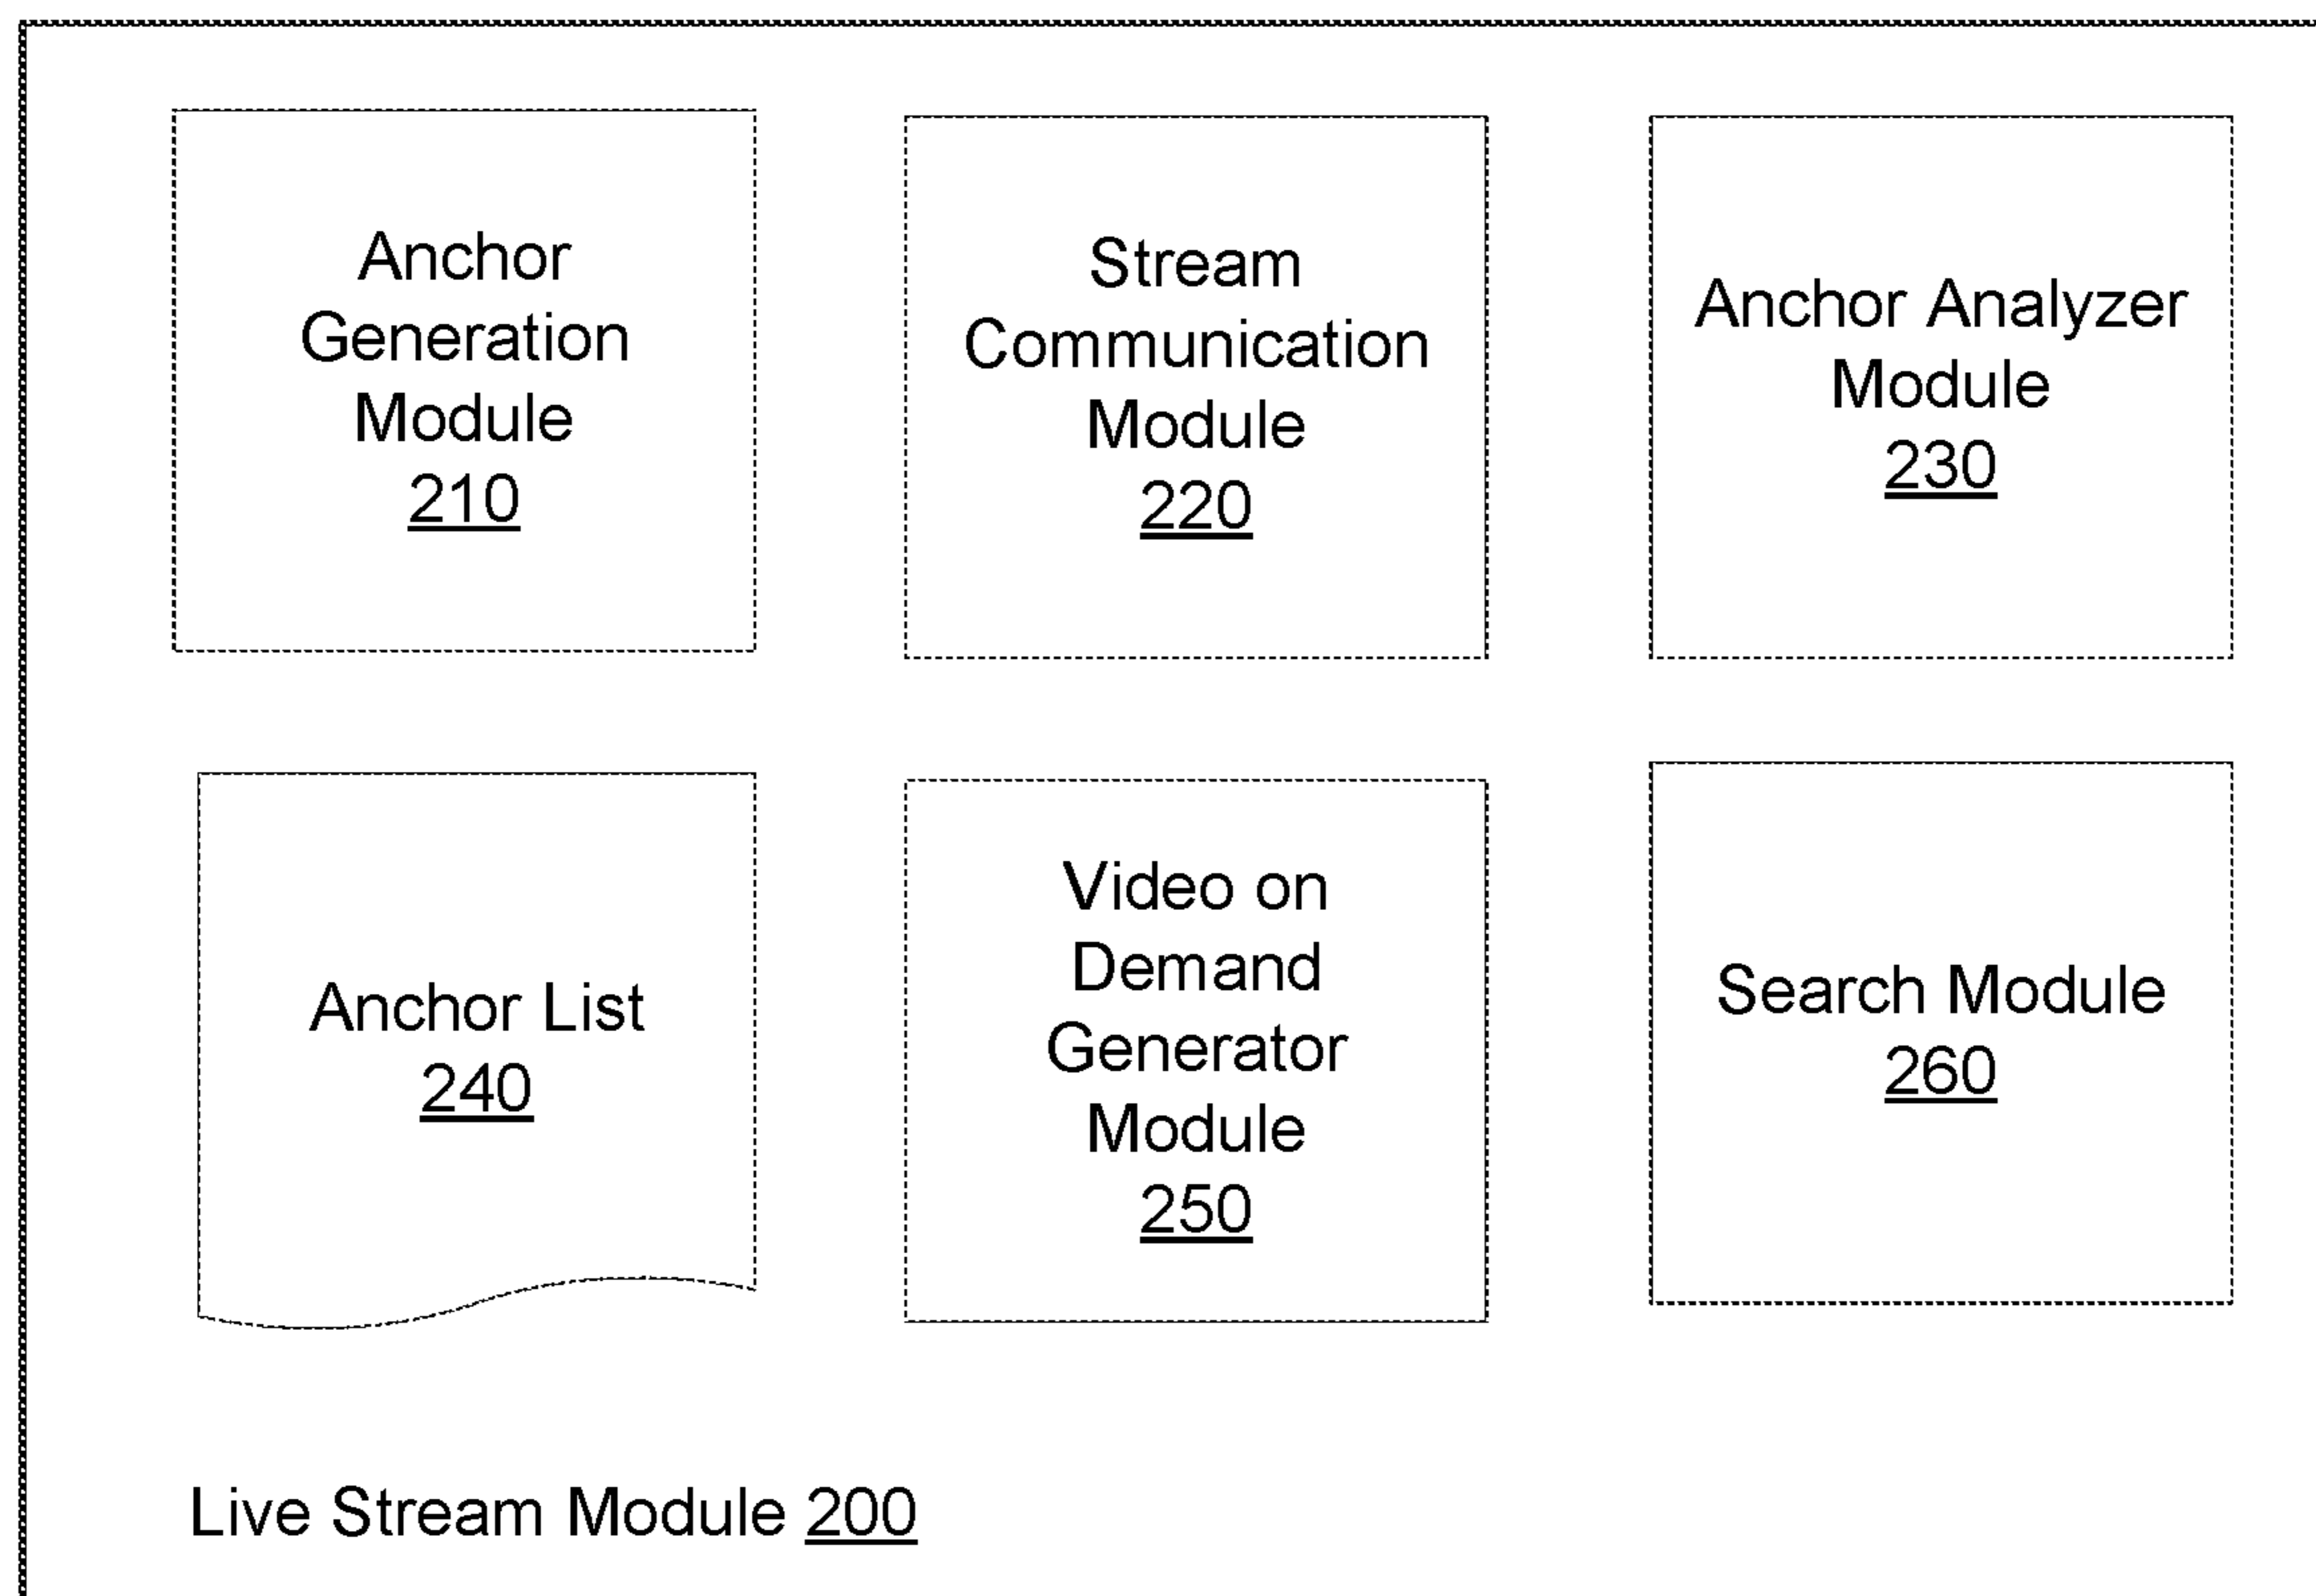 Anchor
Generation
Module
210
Stream
Communication
Module
220
Anchor Analyzer
Module
230
Anchor List
240
Video on
Demand
Generator
Module
250
Search Module
260
Live Stream Module 200